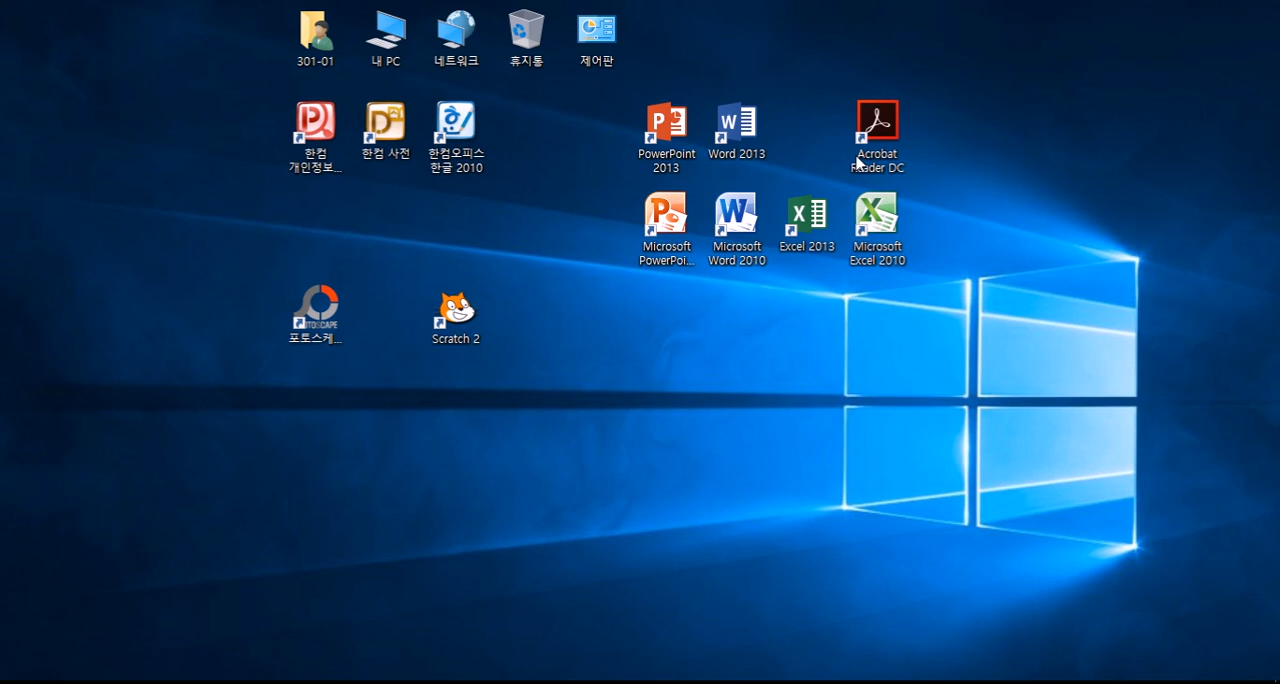 301-01
내 PC
네트워크
휴지통
제어판
한컴
개인정보...
한컴 사전
한컴오피스
한글 2010
PowerPoint
2013
Word 2013
Acrobat
Reader DC
Microsoft
PowerPoi...
Microsoft
Word 2010
Excel 2013
Microsoft
Excel 2010
포토스케...
Scratch 2